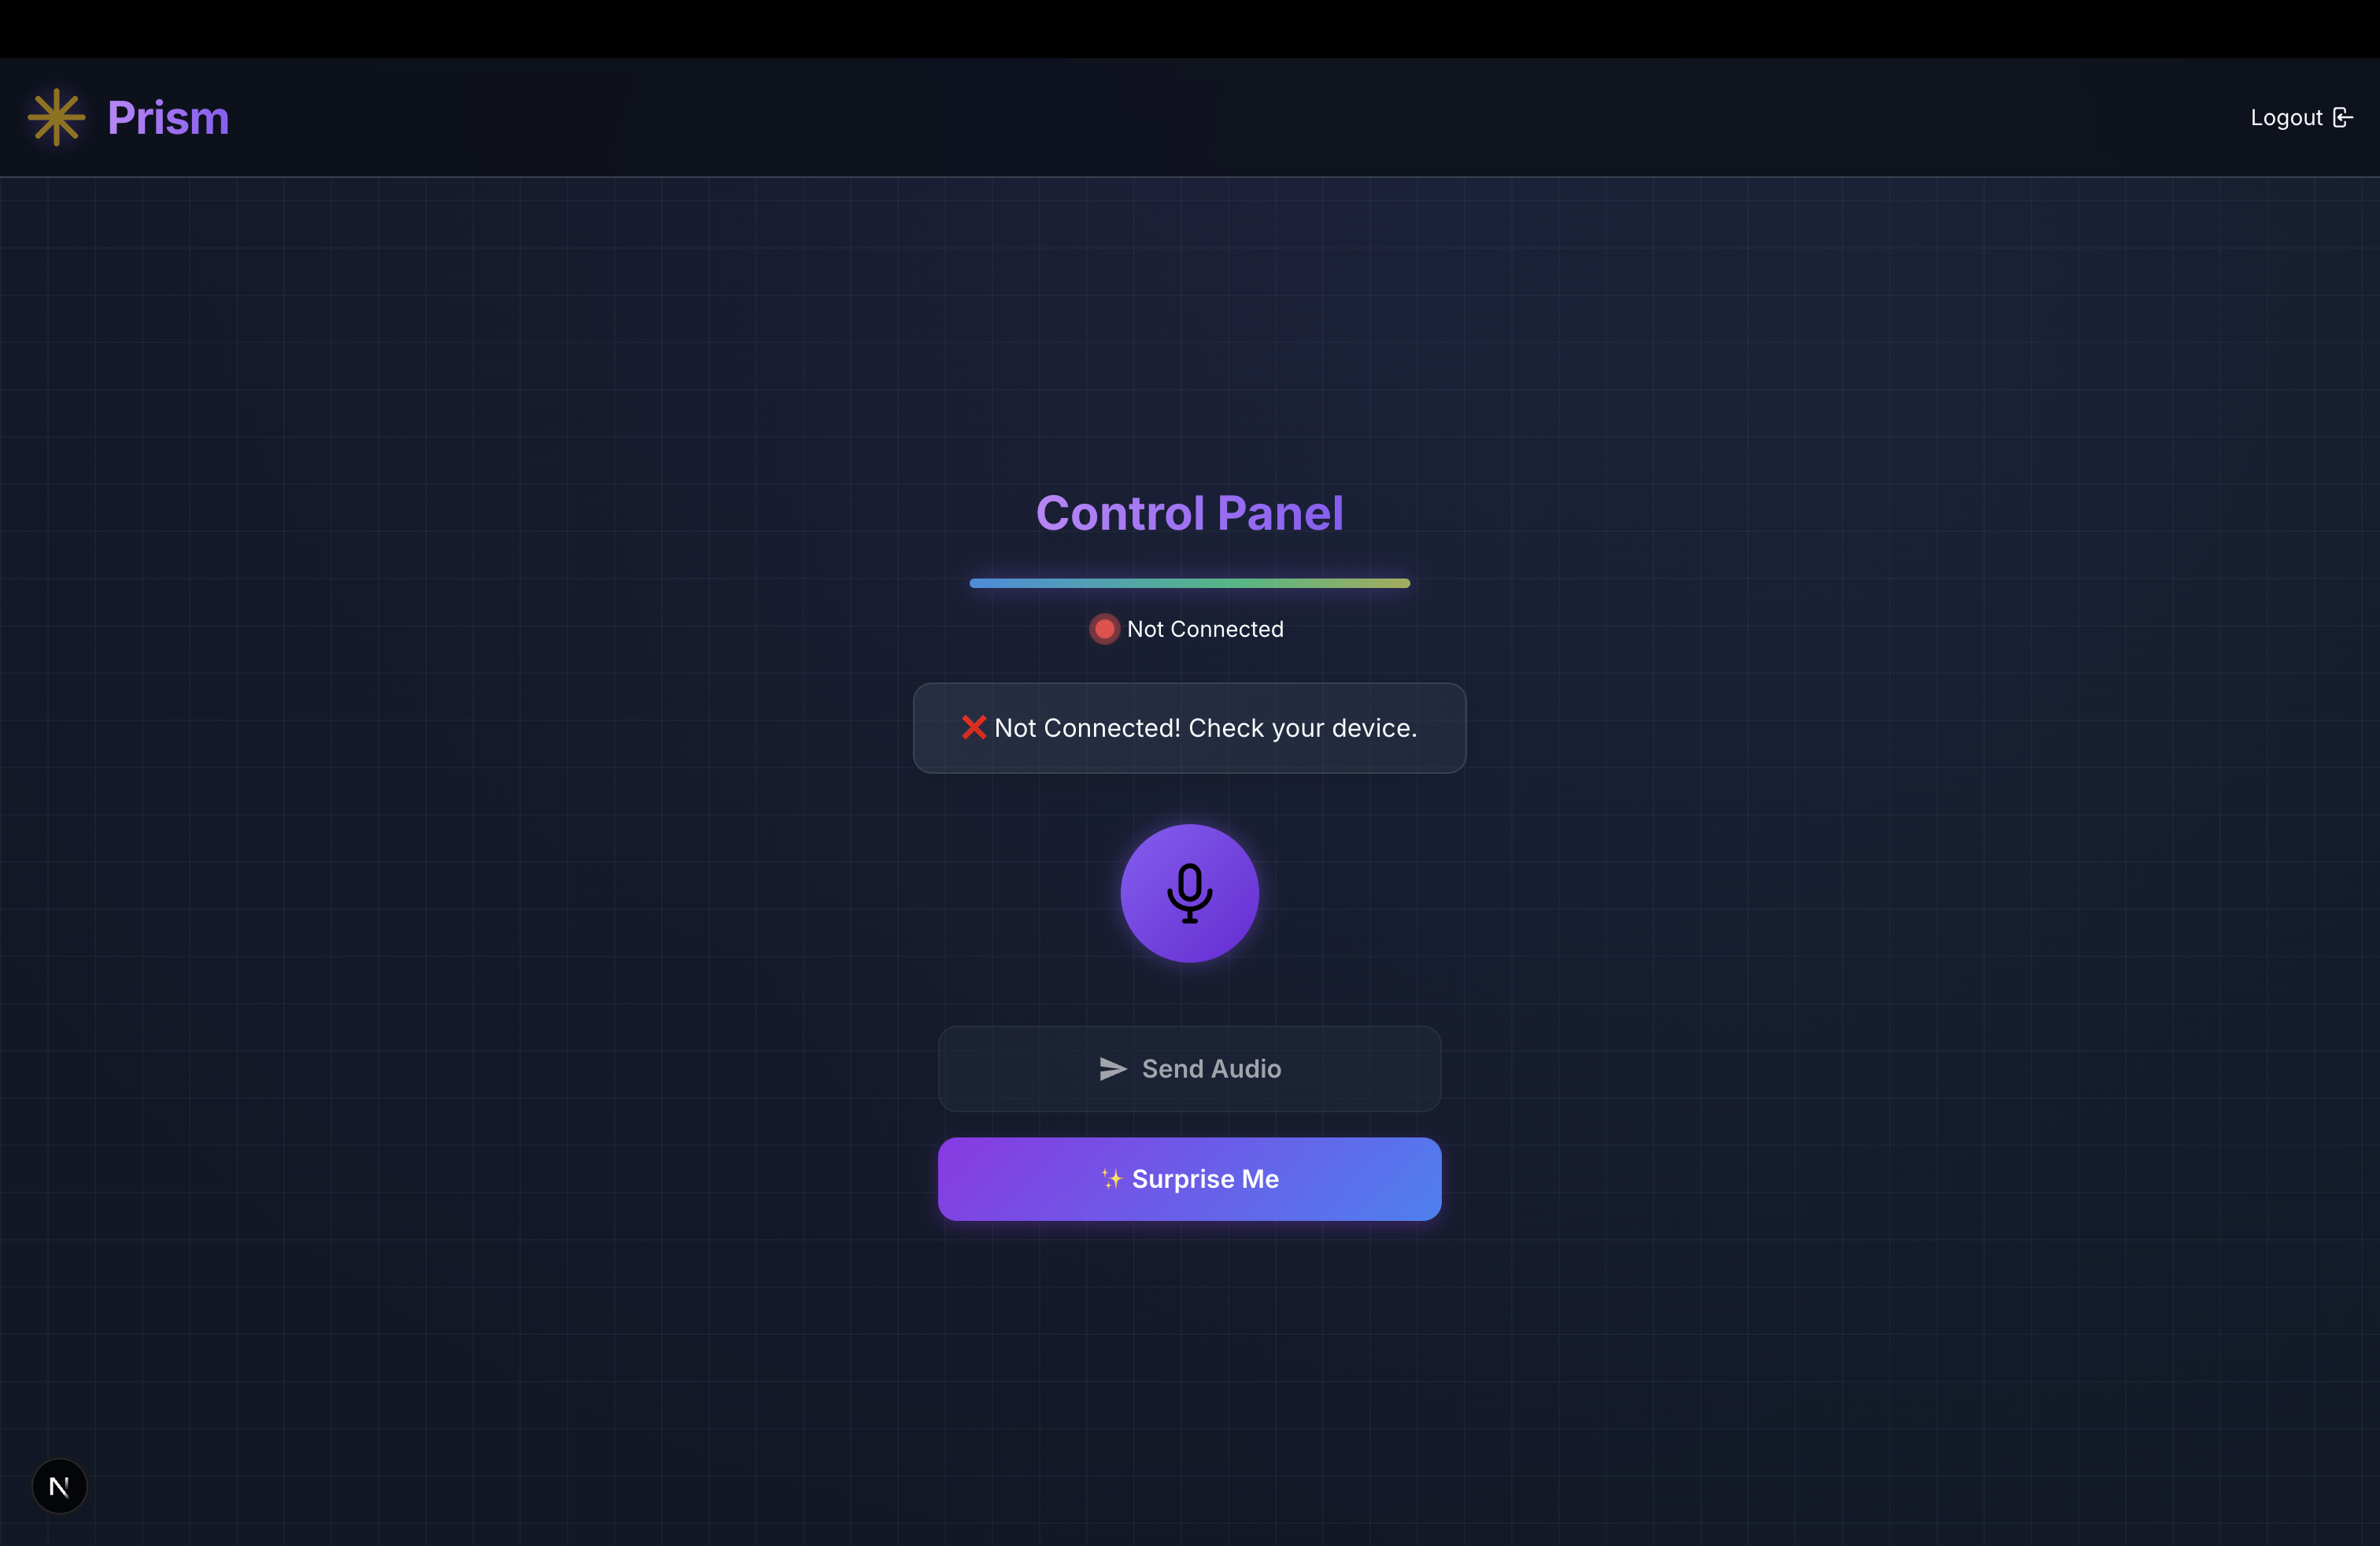 Prism
Logout
Control Panel
Not Connected
❌ Not Connected! Check your device.
Send Audio
✨ Surprise Me
N